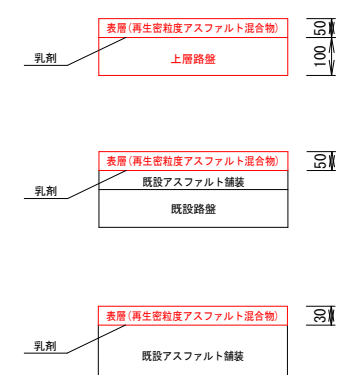 表層(再生密粒度アスファルト混合物)
50
乳剤
上層路盤
100
表層(再生密粒度アスファルト混合物)
50
既設アスファルト舗装
乳剤
既設路盤
表層(再生密粒度アスファルト混合物)
30
乳剤
既設アスファルト舗装